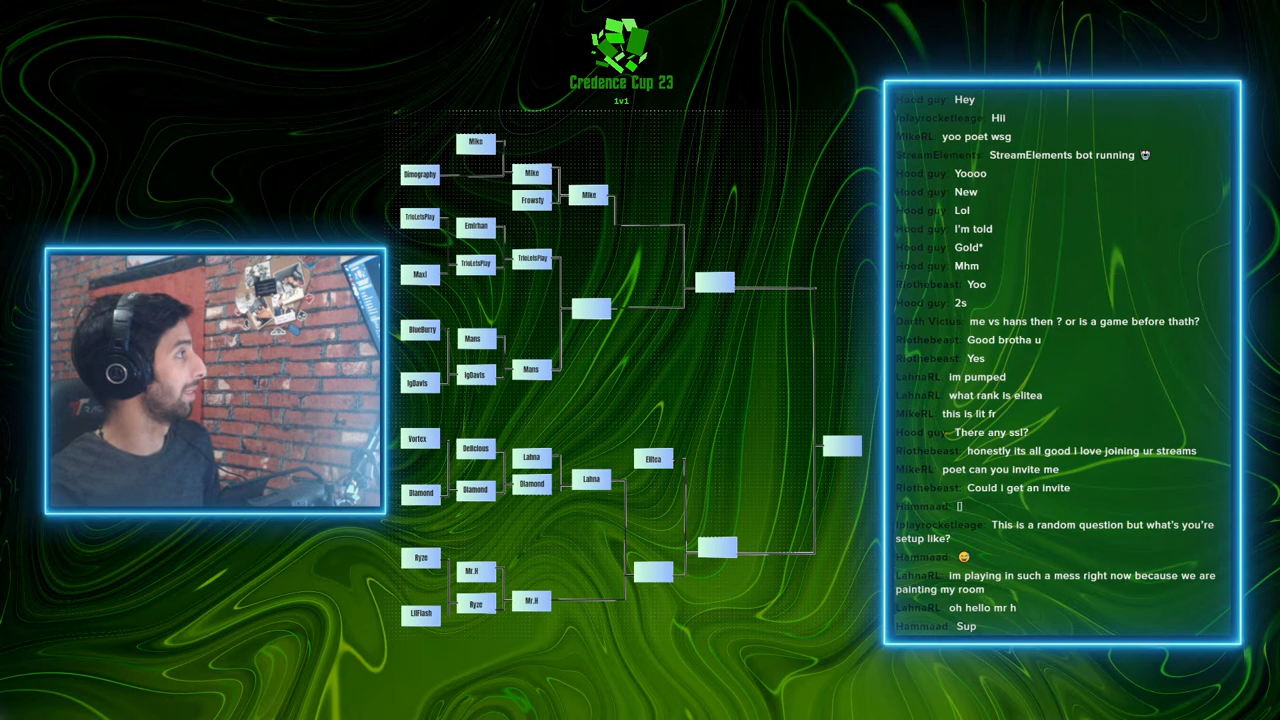 Credence Cup 23
1v1
Mike
Dimography
Mike
Frowsty
Mike
TrioLetsPlay
Emirhan
TrioLetsPlay
TrioLetsPlay
Maxi
BlueBurry
Mans
IgDavis
IgDavis
Mans
Vortex
Delicious
Lahna
Elitea
Diamond
Diamond
Diamond
Lahna
Ryze
Mr.H
Ryze
Mr.H
LilFlash
Hood guy: Hey
iplayrocketleage: Hii
MikeRL: yoo poet wsg
StreamElements: StreamElements bot running
Hood guy: Yoooo
Hood guy: New
Hood guy: Lol
Hood guy: I'm told
Hood guy: Gold*
Hood guy: Mhm
Riothebeast: Yoo
Hood guy: 2s
Darth Victus: me vs hans then ? or is a game before thath?
Riothebeast: Good brotha u
Riothebeast: Yes
LahnaRL: im pumped
LahnaRL: what rank is elitea
MikeRL: this is lit fr
Hood guy: There any ssl?
Riothebeast: honestly its all good i love joining ur streams
MikeRL: poet can you invite me
Riothebeast: Could i get an invite
Hammaad: []
iplayrocketleage: This is a random question but what's you're
setup like?
Hammaad: 😅
LahnaRL: im playing in such a mess right now because we are
painting my room
LahnaRL: oh hello mr h
Hammaad: Sup